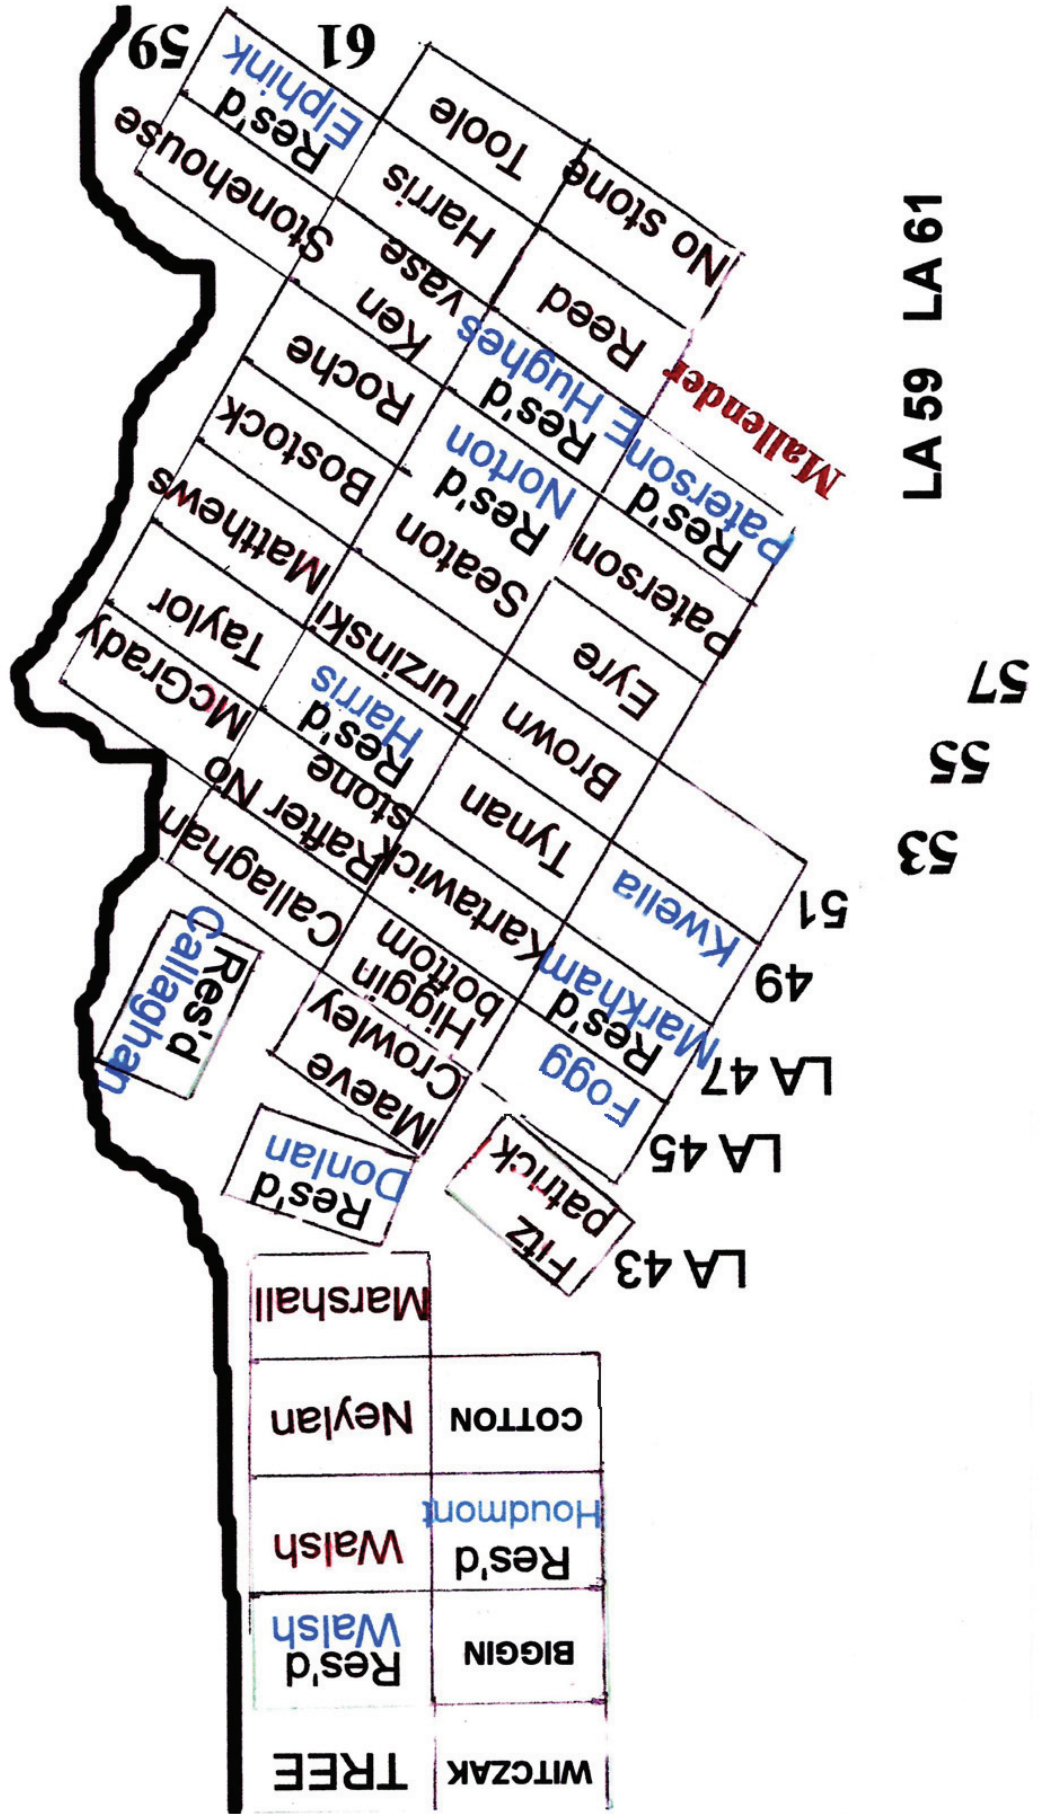 TREE
WITCZAK
Res'd
Walsh
BIGGIN
Walsh
Res'd
Houdmont
Neylan
COTTON
Marshall
Res'd
Donlan
Fitz
patrick
LA 43
Maeve
Crowley
Fogg
LA 45
Res'd
Callaghan
Callaghan
Higgin
bottom
Res'd
Markham
LA 47
Rafter No
stone
Kartawick
Kwella
49
51
McGrady
Res'd
Harris
Tynan
53
Taylor
Turzinski
Brown
55
Matthews
Seaton
Eyre
57
Bostock
Res'd
Norton
Paterson
Roche
Res'd
E Hughes
Res'd
Paterson
Mallender
Ken
vase
Reed
Stonehouse
Harris
No stone
Res'd
Elphink
Toole
59
61
LA 59 LA 61